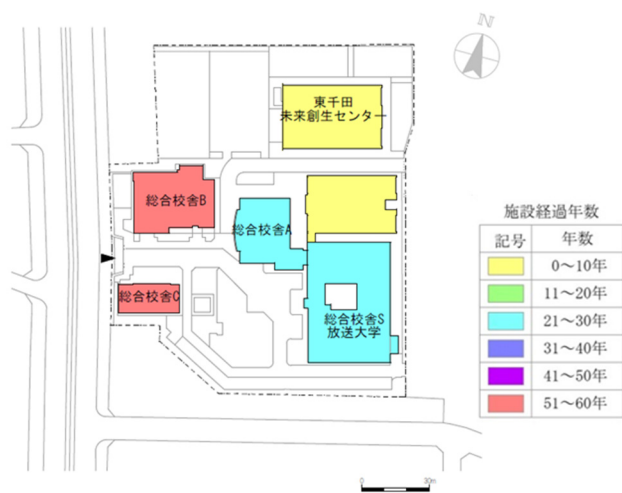 N
東千田
未来創生センター
総合校舎B
総合校舎A
総合校舎C
総合校舎S
放送大学
施設経過年数
記号 年数
0～10年
11～20年
21～30年
31～40年
41～50年
51～60年
0 30m